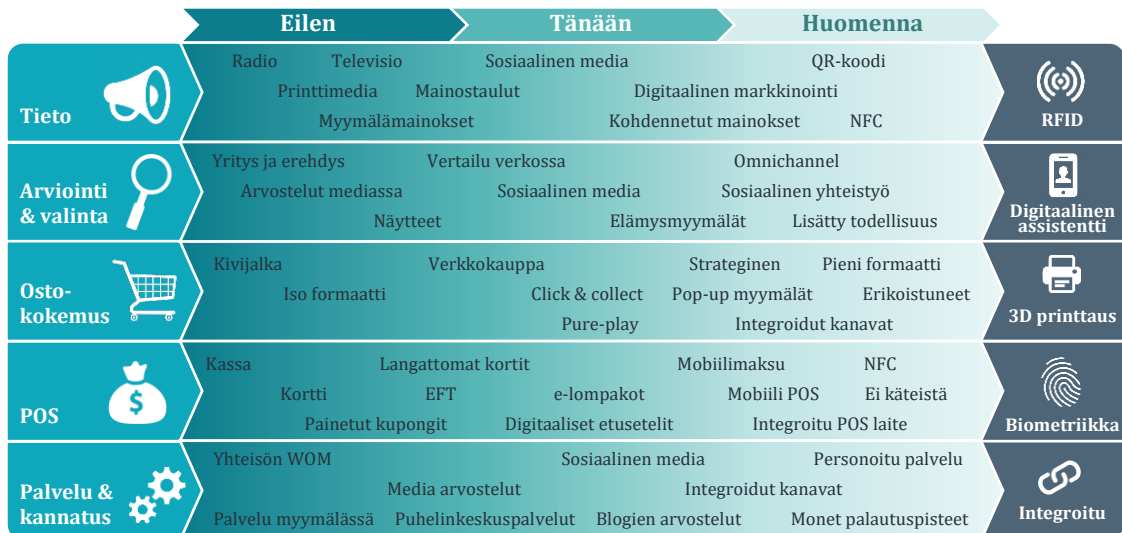 Eilen Tänään Huomenna
Tieto
Radio Televisio Sosiaalinen media QR-koodi
Printtimedia Mainostaulut Digitaalinen markkinointi
Myymälämainokset Kohdennetut mainokset NFC
RFID
Arviointi
& valinta
Yritys ja erehdys Vertailu verkossa Omnichannel
Arvostelut mediassa Sosiaalinen media Sosiaalinen yhteistyö
Näytteet Elämysmyymälät Lisätty todellisuus
Digitaalinen
assistentti
Osto-
kokemus
Kivijalka Verkkokauppa Strateginen Pieni formaatti
Iso formaatti Click & collect Pop-up myymälät Erikoistuneet
Pure-play Integroidut kanavat
3D printtaus
POS
$
Kassa Langattomat kortit Mobiilimaksu NFC
Kortti EFT e-lompakot Mobiili POS Ei käteistä
Painetut kupongit Digitaaliset etusetelit Integroitu POS laite
Biometriikka
Palvelu &
kannatus
Yhteisön WOM Sosiaalinen media Personoitu palvelu
Media arvostelut Integroidut kanavat
Palvelu myymälässä Puhelinkeskuspalvelut Blogien arvostelut Monet palautuspisteet
Integroitu